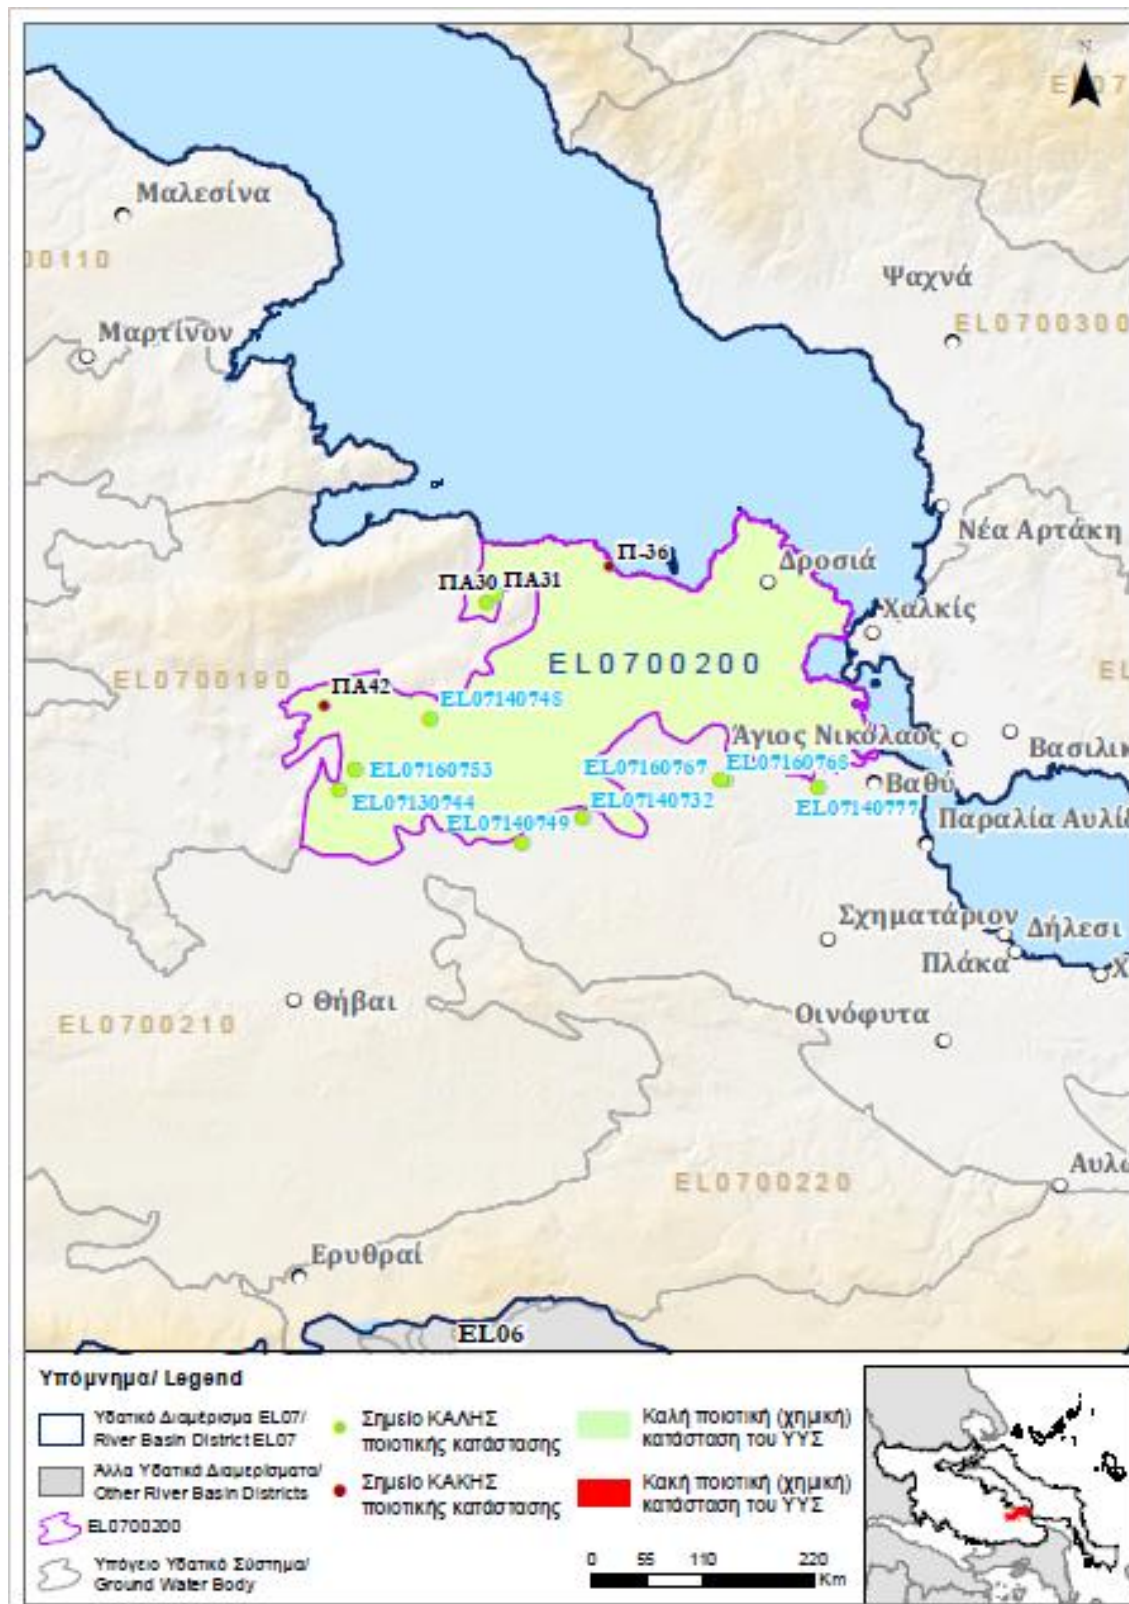 N
EL07
Μαλεσίνα
00110
Ψαχνά
Μαρτίνον
EL0700300
Νέα Αρτάκη
Π-36
Δροσιά
ΠΑ30
ΠΑ31
Χαλκίς
EL0700200
EL0700190
EL
ΠΑ42
EL07140748
Άγιος Νικόλαος
Βασιλικ
EL07160753
EL07160767
EL07160768
Βαθύ
EL07130744
EL07140732
EL07140777
EL07140749
Παραλία Αυλίδ
Σχηματάριον
Δήλεσι
Πλάκα
Χ
Θήβαι
Οινόφυτα
EL0700210
Αυλω
EL0700220
Ερυθραί
EL06
Υπόμνημα/ Legend
Υδατικό Διαμέρισμα EL07/
River Basin District EL07
Άλλα Υδατικά Διαμερίσματα/
Other River Basin Districts
EL0700200
Υπόγειο Υδατικό Σύστημα/
Ground Water Body
Σημείο ΚΑΛΗΣ
ποιοτικής κατάστασης
Σημείο ΚΑΚΗΣ
ποιοτικής κατάστασης
Καλή ποιοτική (χημική)
κατάσταση του ΥΥΣ
Κακή ποιοτική (χημική)
κατάσταση του ΥΥΣ
0 55 110 220
Km